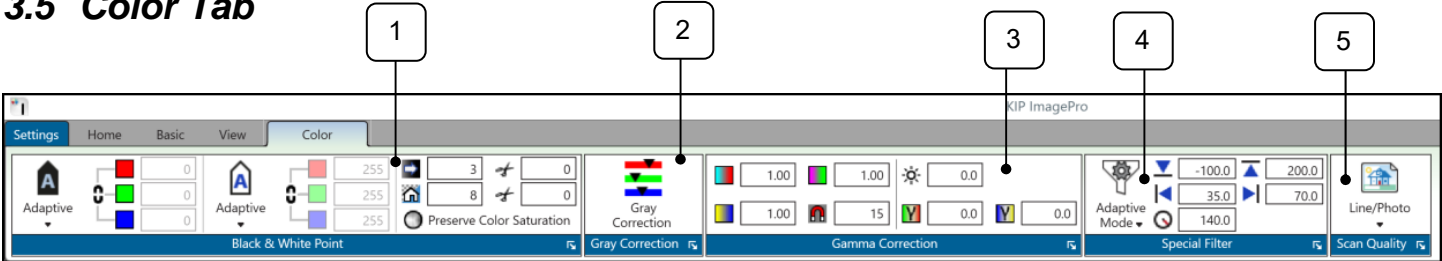 3.5 Color Tab
1 2 3 4 5
KIP ImagePro
Settings Home Basic View Color
A Adaptive 0 0 0
A Adaptive 255 255 255
3 0
8 0
Preserve Color Saturation
Black & White Point
Gray
Correction
Gray Correction
1.00 1.00 0.0
1.00 15 Y 0.0 Y 0.0
Gamma Correction
Adaptive
Mode
-100.0 200.0
35.0 70.0
140.0
Special Filter
Line/Photo
Scan Quality